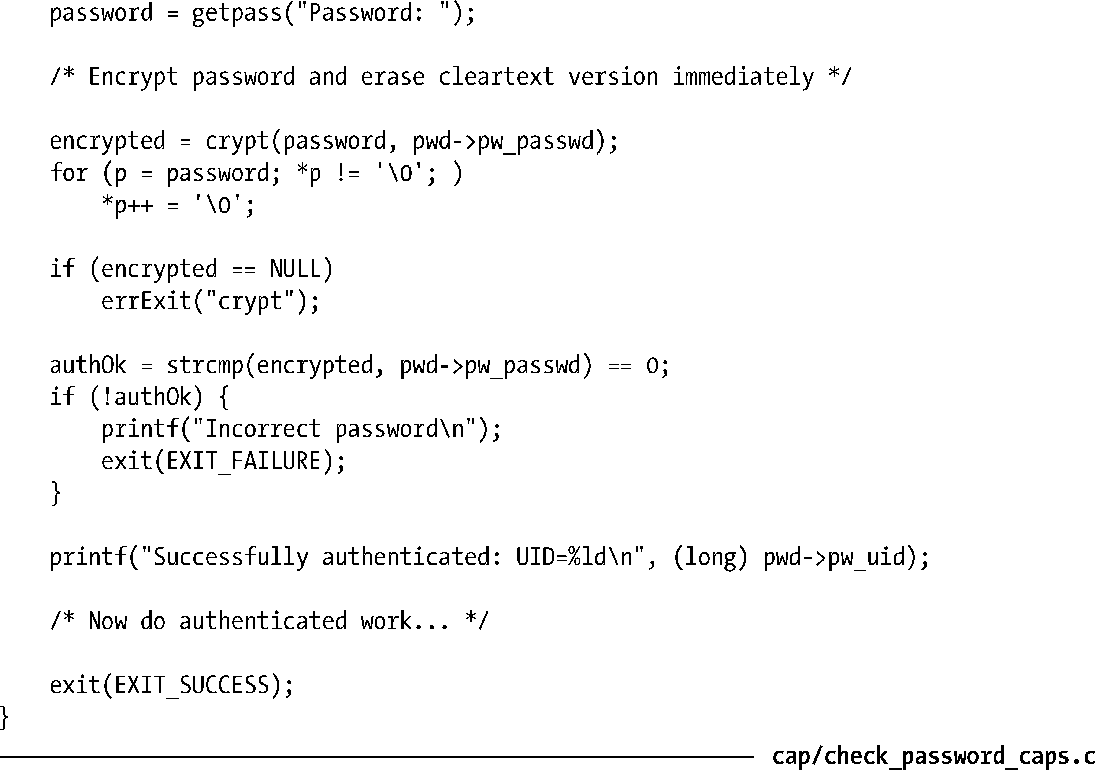 password = getpass("Password: ");
/* Encrypt password and erase cleartext version immediately */
encrypted = crypt(password, pwd->pw_passwd);
for (p = password; *p != '\0'; )
*p++ = '\0';
if (encrypted == NULL)
errExit("crypt");
authOk = strcmp(encrypted, pwd->pw_passwd) == 0;
if (!authOk) {
printf("Incorrect password\n");
exit(EXIT_FAILURE);
}
printf("Successfully authenticated: UID=%ld\n", (long) pwd->pw_uid);
/* Now do authenticated work... */
exit(EXIT_SUCCESS);
}
cap/check_password_caps.c